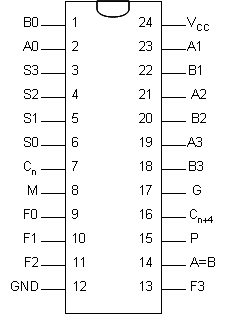 B0 1 24 VCC
A0 2 23 A1
S3 3 22 B1
S2 4 21 A2
S1 5 20 B2
S0 6 19 A3
Cn 7 18 B3
M 8 17 G
F0 9 16 Cn+4
F1 10 15 P
F2 11 14 A=B
GND 12 13 F3